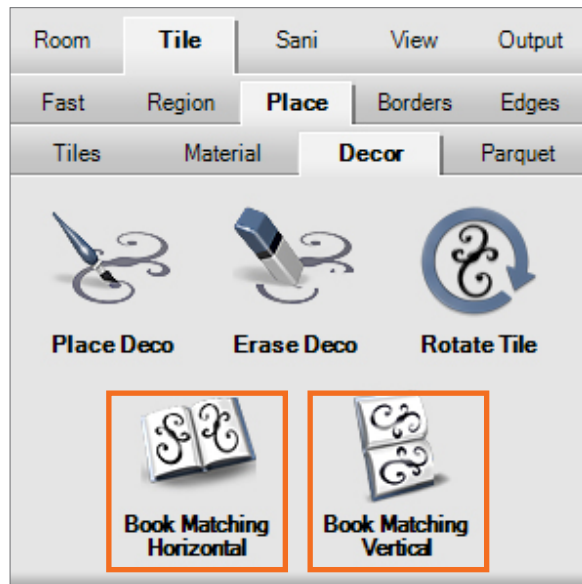 Room Tile Sani View Output
Fast Region Place Borders Edges
Tiles Material Decor Parquet
Place Deco Erase Deco Rotate Tile
Book Matching Horizontal
Book Matching Vertical